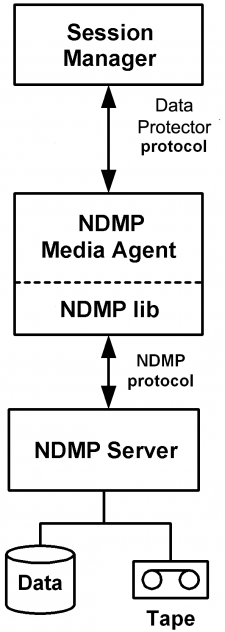 Session
Manager
Data
Protector
protocol
NDMP
Media Agent
NDMP lib
NDMP
protocol
NDMP Server
Data
Tape